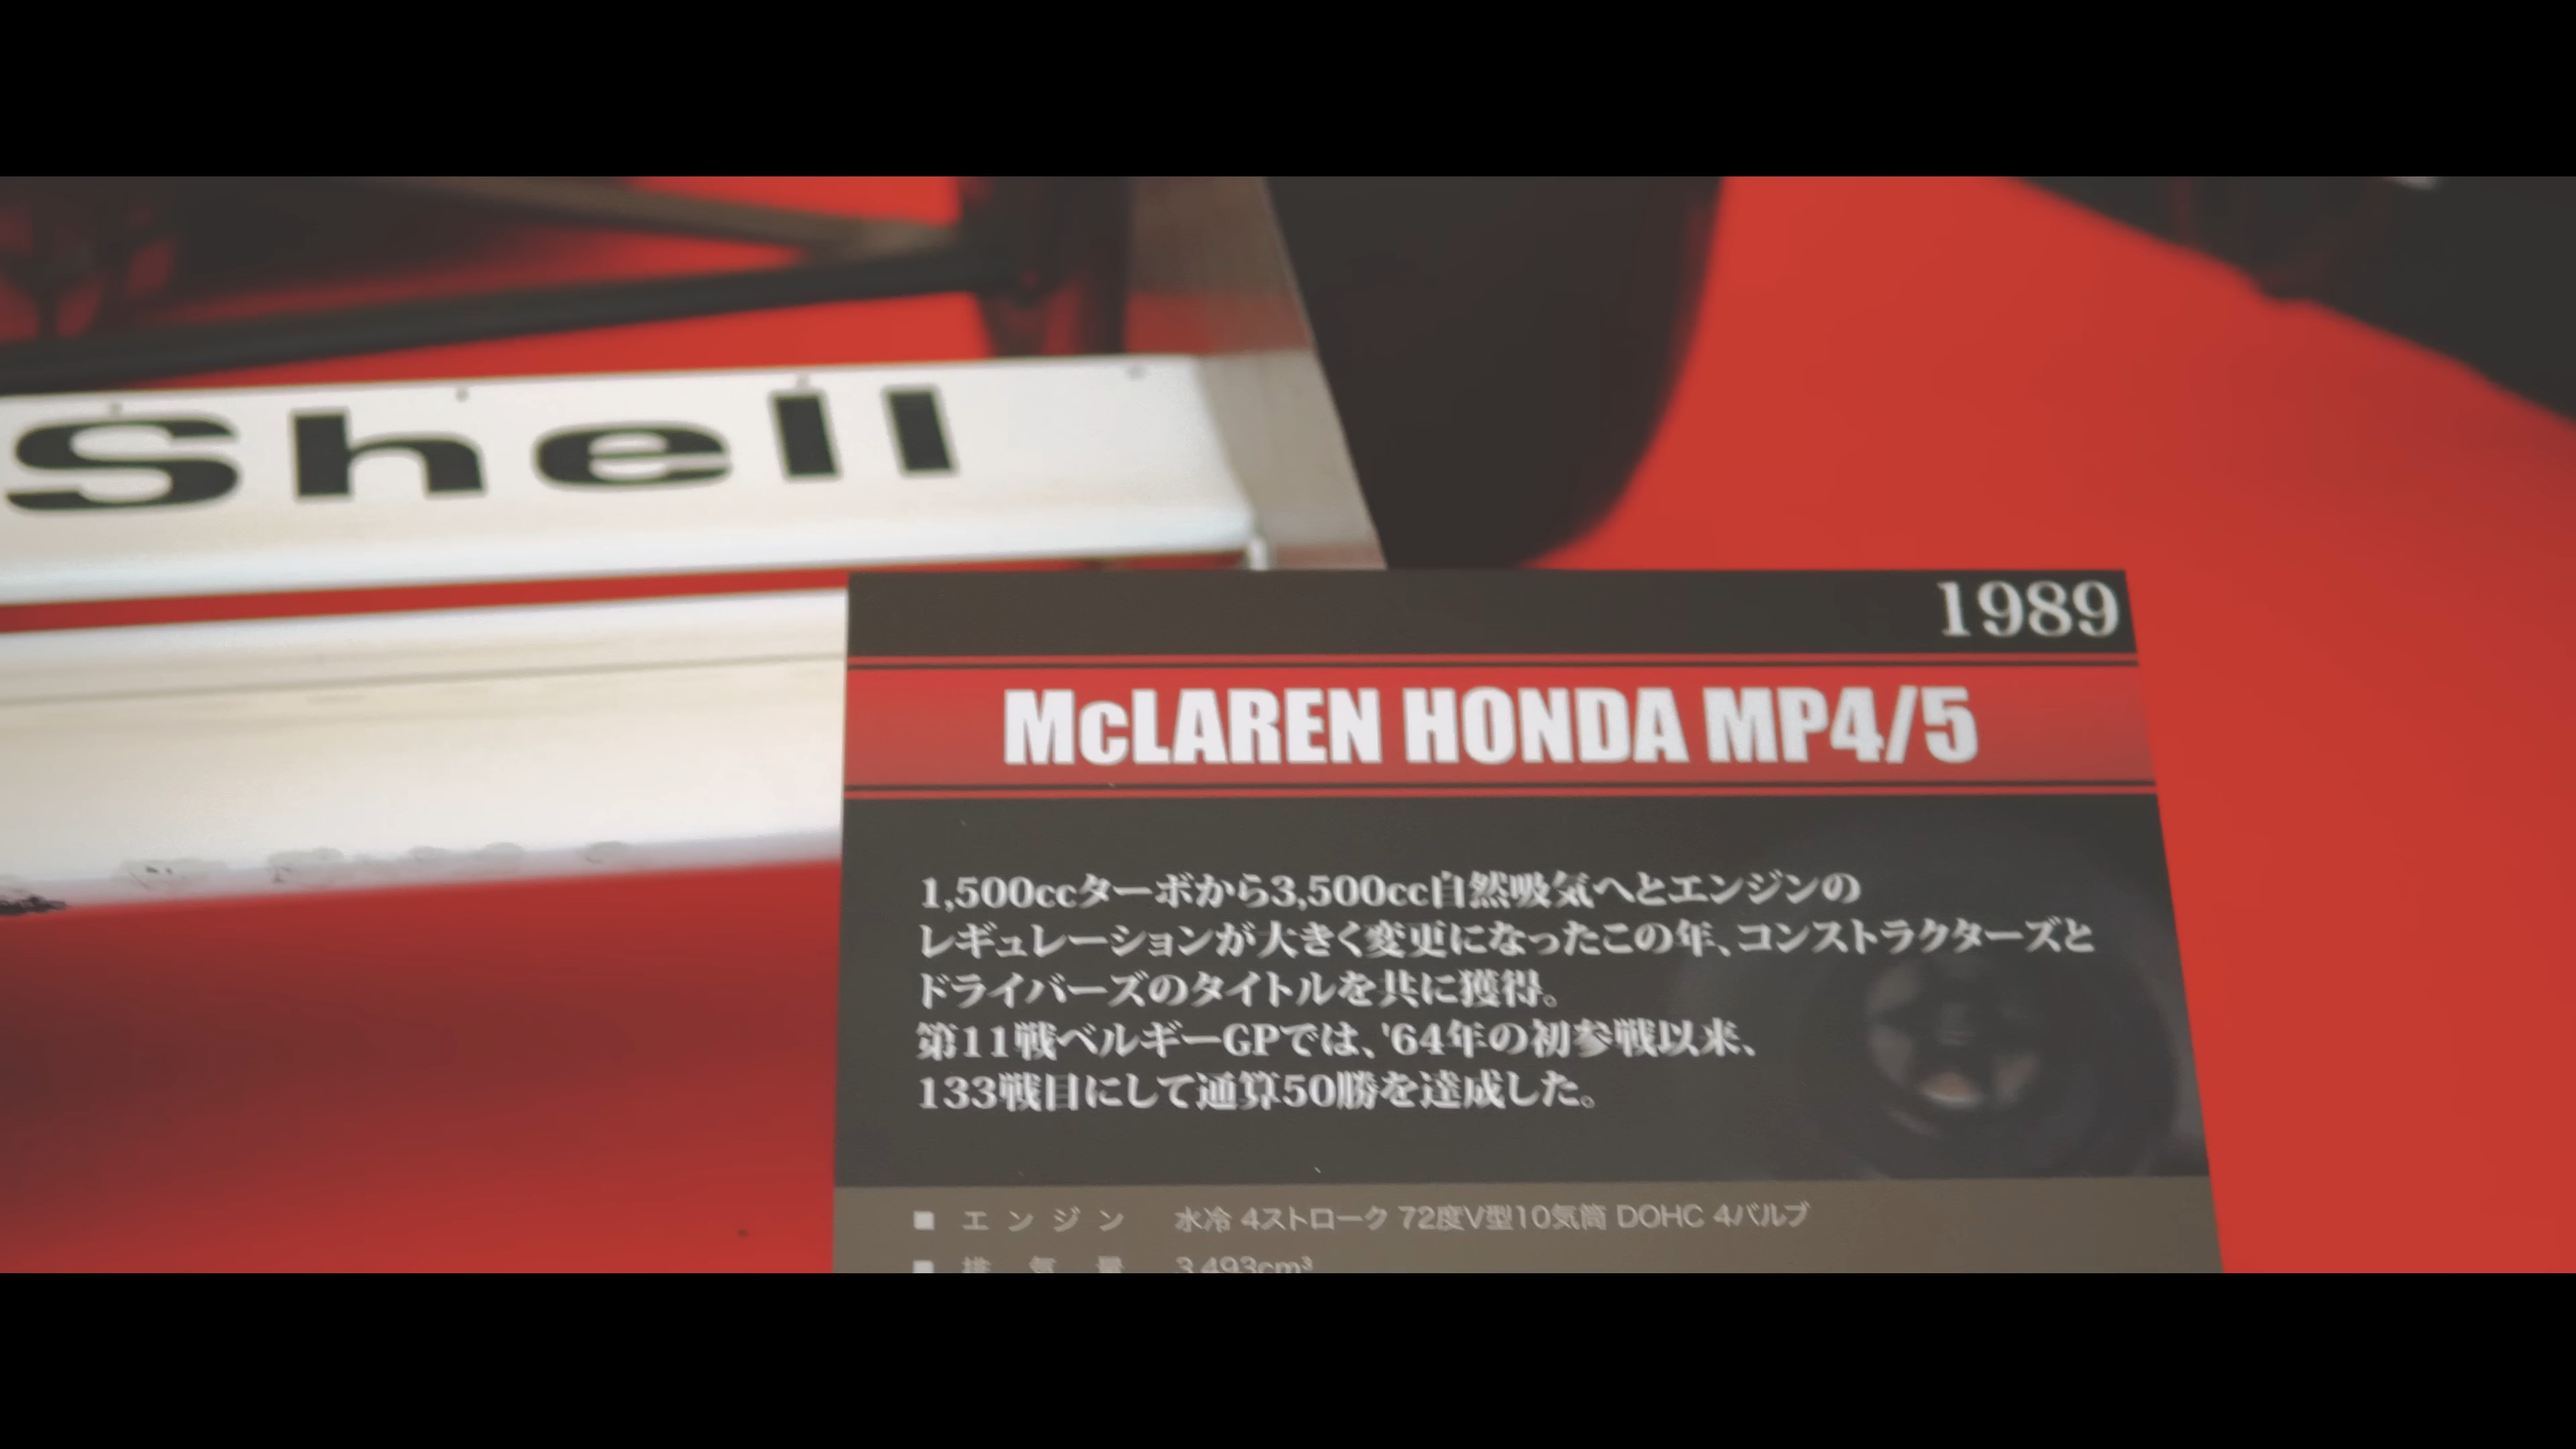 Shell
1989
McLAREN HONDA MP4/5
1,500ccターボから3,500cc自然吸気へとエンジンの
レギュレーションが大きく変更になったこの年、コンストラクターズと
ドライバーズのタイトルを共に獲得。
第11戦ベルギーGPでは、'64年の初参戦以来、
133戦目にして通算50勝を達成した。
■ エンジン 水冷 4ストローク 72度V型10気筒 DOHC 4バルブ
■ 排気量 3,493cm³